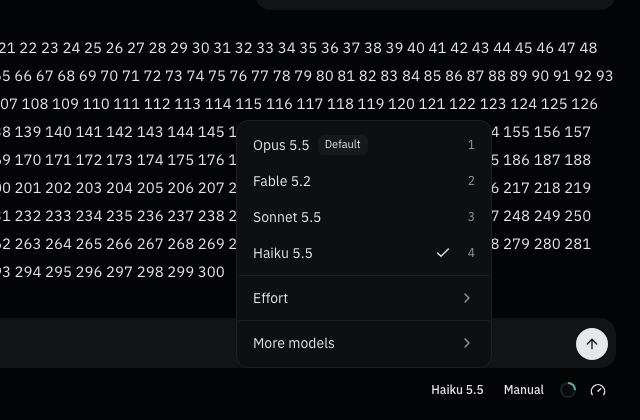 21 22 23 24 25 26 27 28 29 30 31 32 33 34 35 36 37 38 39 40 41 42 43 44 45 46 47 48
66 67 68 69 70 71 72 73 74 75 76 77 78 79 80 81 82 83 84 85 86 87 88 89 90 91 92 93
108 109 110 111 112 113 114 115 116 117 118 119 120 121 122 123 124 125 126
139 140 141 142 143 144 145 155 156 157
170 171 172 173 174 175 176 186 187 188
201 202 203 204 205 206 207 217 218 219
232 233 234 235 236 237 238 248 249 250
263 264 265 266 267 268 269 279 280 281
294 295 296 297 298 299 300
Opus 5.5 Default 1
Fable 5.2 2
Sonnet 5.5 3
Haiku 5.5 4
Effort
More models
Haiku 5.5 Manual